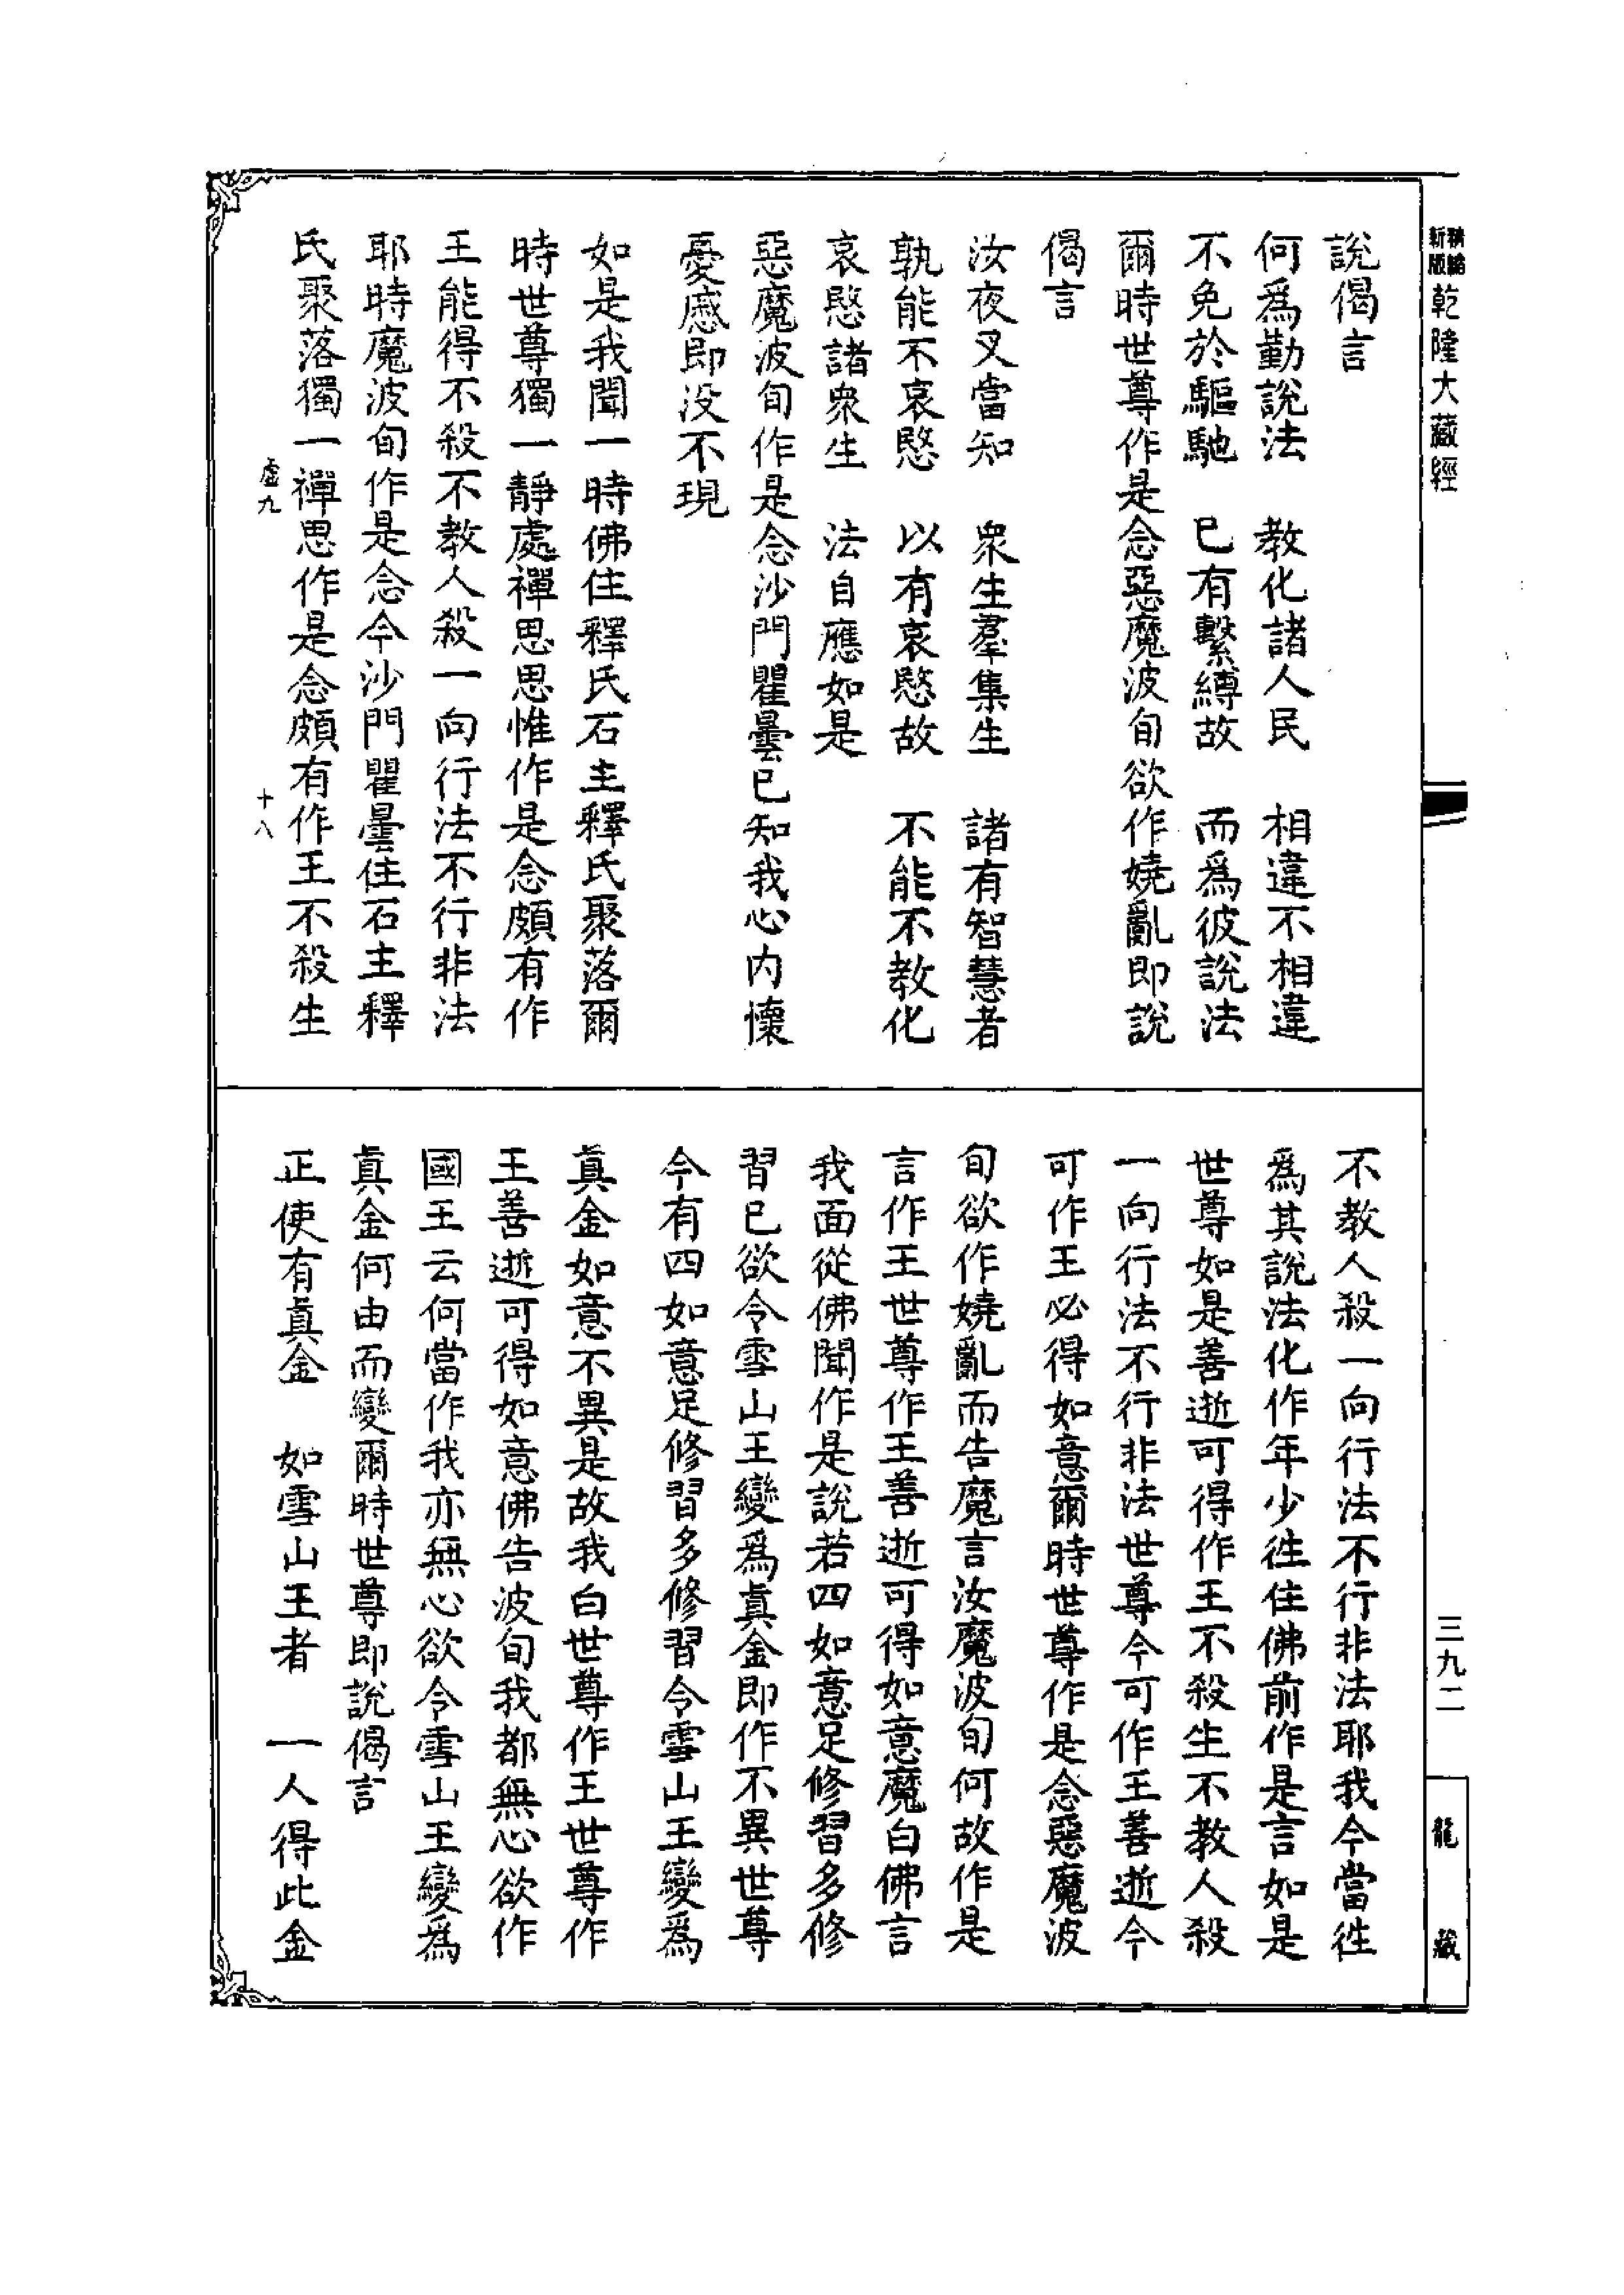 乾隆大藏經
說偈言
何爲勤說法　教化諸人民　相違不相違
不免於驅馳　巳有繫縛故　而爲彼說法
爾時世尊作是念惡魔波旬欲作嬈亂即說
偈言
汝夜叉當知　衆生羣集生　諸有智慧者
孰能不哀愍　以有哀愍故　不能不教化
哀愍諸衆生　法自應如是
惡魔波旬作是念沙門瞿曇巳知我心內懷
憂慼即没不現
如是我聞一時佛住釋氏石主釋氏聚落爾
時世尊獨一靜處禪思思惟作是念頗有作
王能得不殺不教人殺一向行法不行非法
耶時魔波旬作是念今沙門瞿曇住石主釋
氏聚落獨一禪思作是念頗有作王不殺生
虛九　十八
不教人殺一向行法不行非法耶我今當徃
爲其說法化作年少徃住佛前作是言如是
世尊如是善逝可得作王不殺生不教人殺
一向行法不行非法世尊今可作王善逝今
可作王必得如意爾時世尊作是念惡魔波
旬欲作嬈亂而告魔言汝魔波旬何故作是
言作王世尊作王善逝可得如意魔白佛言
我面從佛聞作是說若四如意足修習多修
習巳欲令雪山王變爲眞金即作不異世尊
今有四如意足修習多修習令雪山王變爲
眞金如意不異是故我白世尊作王世尊作
王善逝可得如意佛告波旬我都無心欲作
國王云何當作我亦無心欲令雪山王變爲
眞金何由而變爾時世尊即說偈言
正使有眞金　如雪山王者　一人得此金
三九二
龍藏